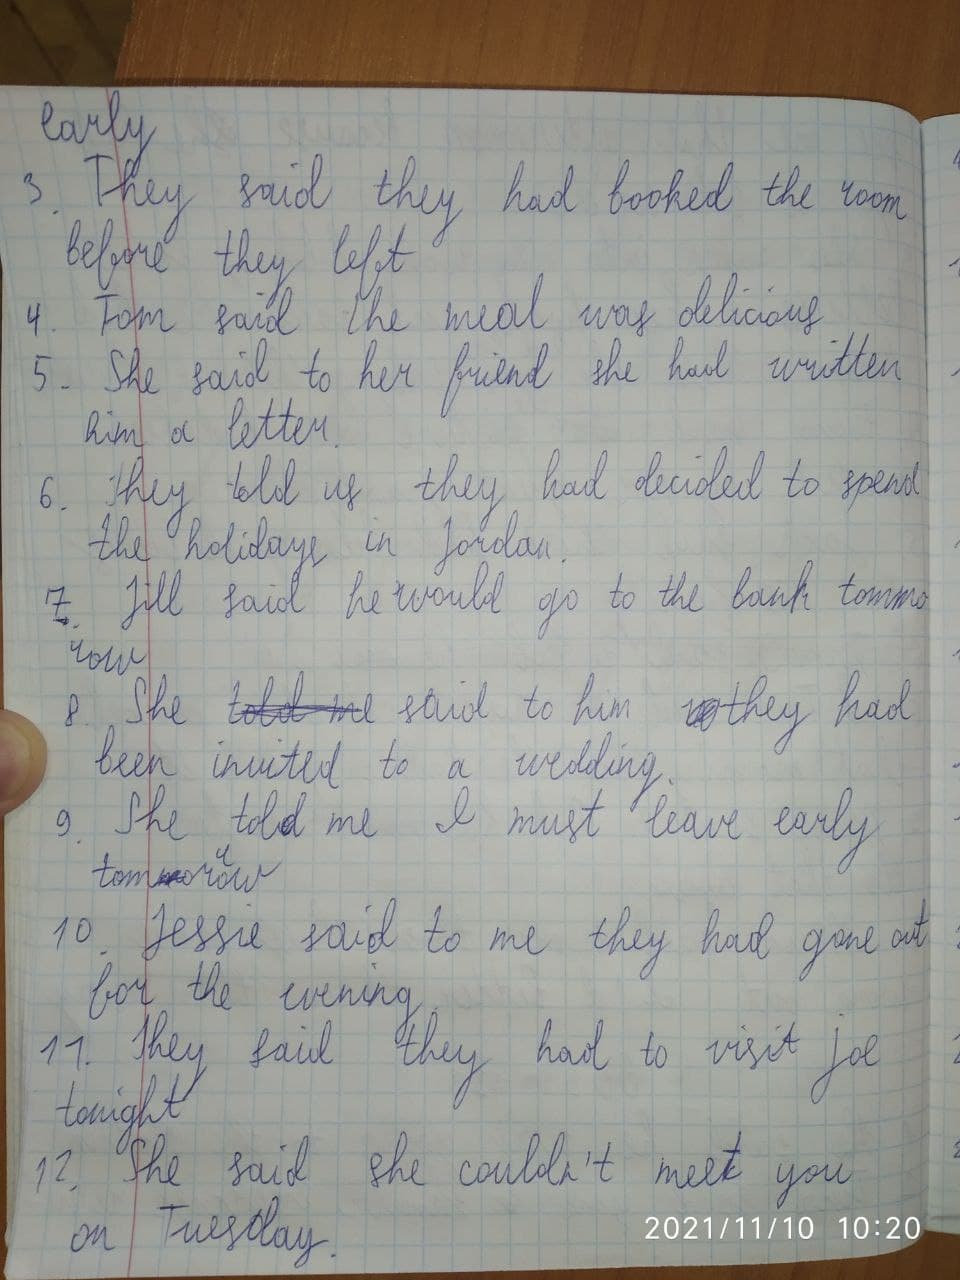 early
3. They said they had booked the room
before they left
4. Tom said the meal was delicious
5. She said to her friend she had written
him a letter.
6. They told us they had decided to spend
the holidays in Jordan.
7. Jill said he would go to the bank tommo
row
8. She told me said to him they had
been invited to a wedding.
9. She told me I must leave early
tomorrow
10. Jessie said to me they had gone out
for the evening
11. They said they had to visit joe
tonight
12. She said she couldn't meet you
on Tuesday.
2021/11/10 10:20